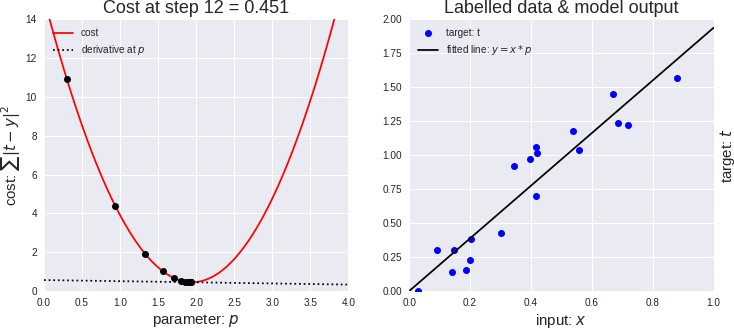 Cost at step 12 = 0.451
cost: ∑|t − y|²
14
12
10
8
6
4
2
0
cost
derivative at p
0.0 0.5 1.0 1.5 2.0 2.5 3.0 3.5 4.0
parameter: p
Labelled data & model output
2.00
1.75
1.50
1.25
1.00
0.75
0.50
0.25
0.00
target: t
fitted line: y = x * p
0.0 0.2 0.4 0.6 0.8 1.0
input: x
target: t